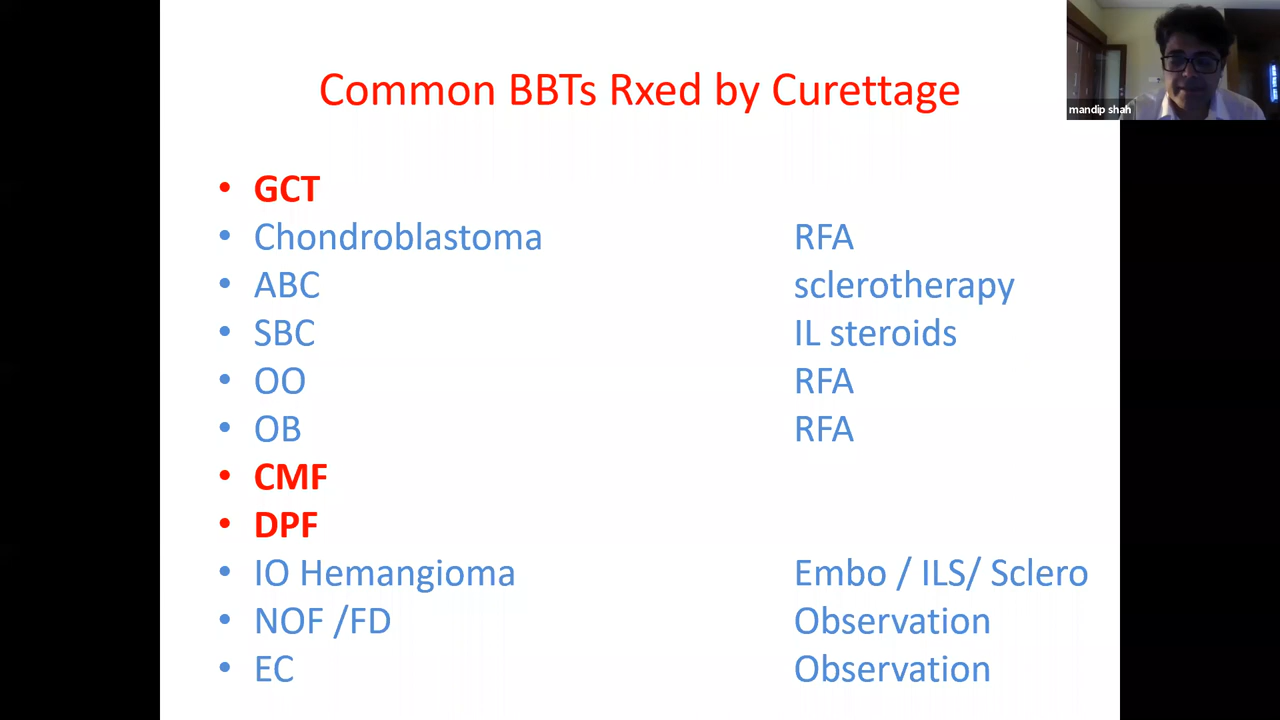 Common BBTs Rxed by Curettage
mandip shah
• GCT
• Chondroblastoma RFA
• ABC sclerotherapy
• SBC IL steroids
• OO RFA
• OB RFA
• CMF
• DPF
• IO Hemangioma Embo / ILS/ Sclero
• NOF /FD Observation
• EC Observation